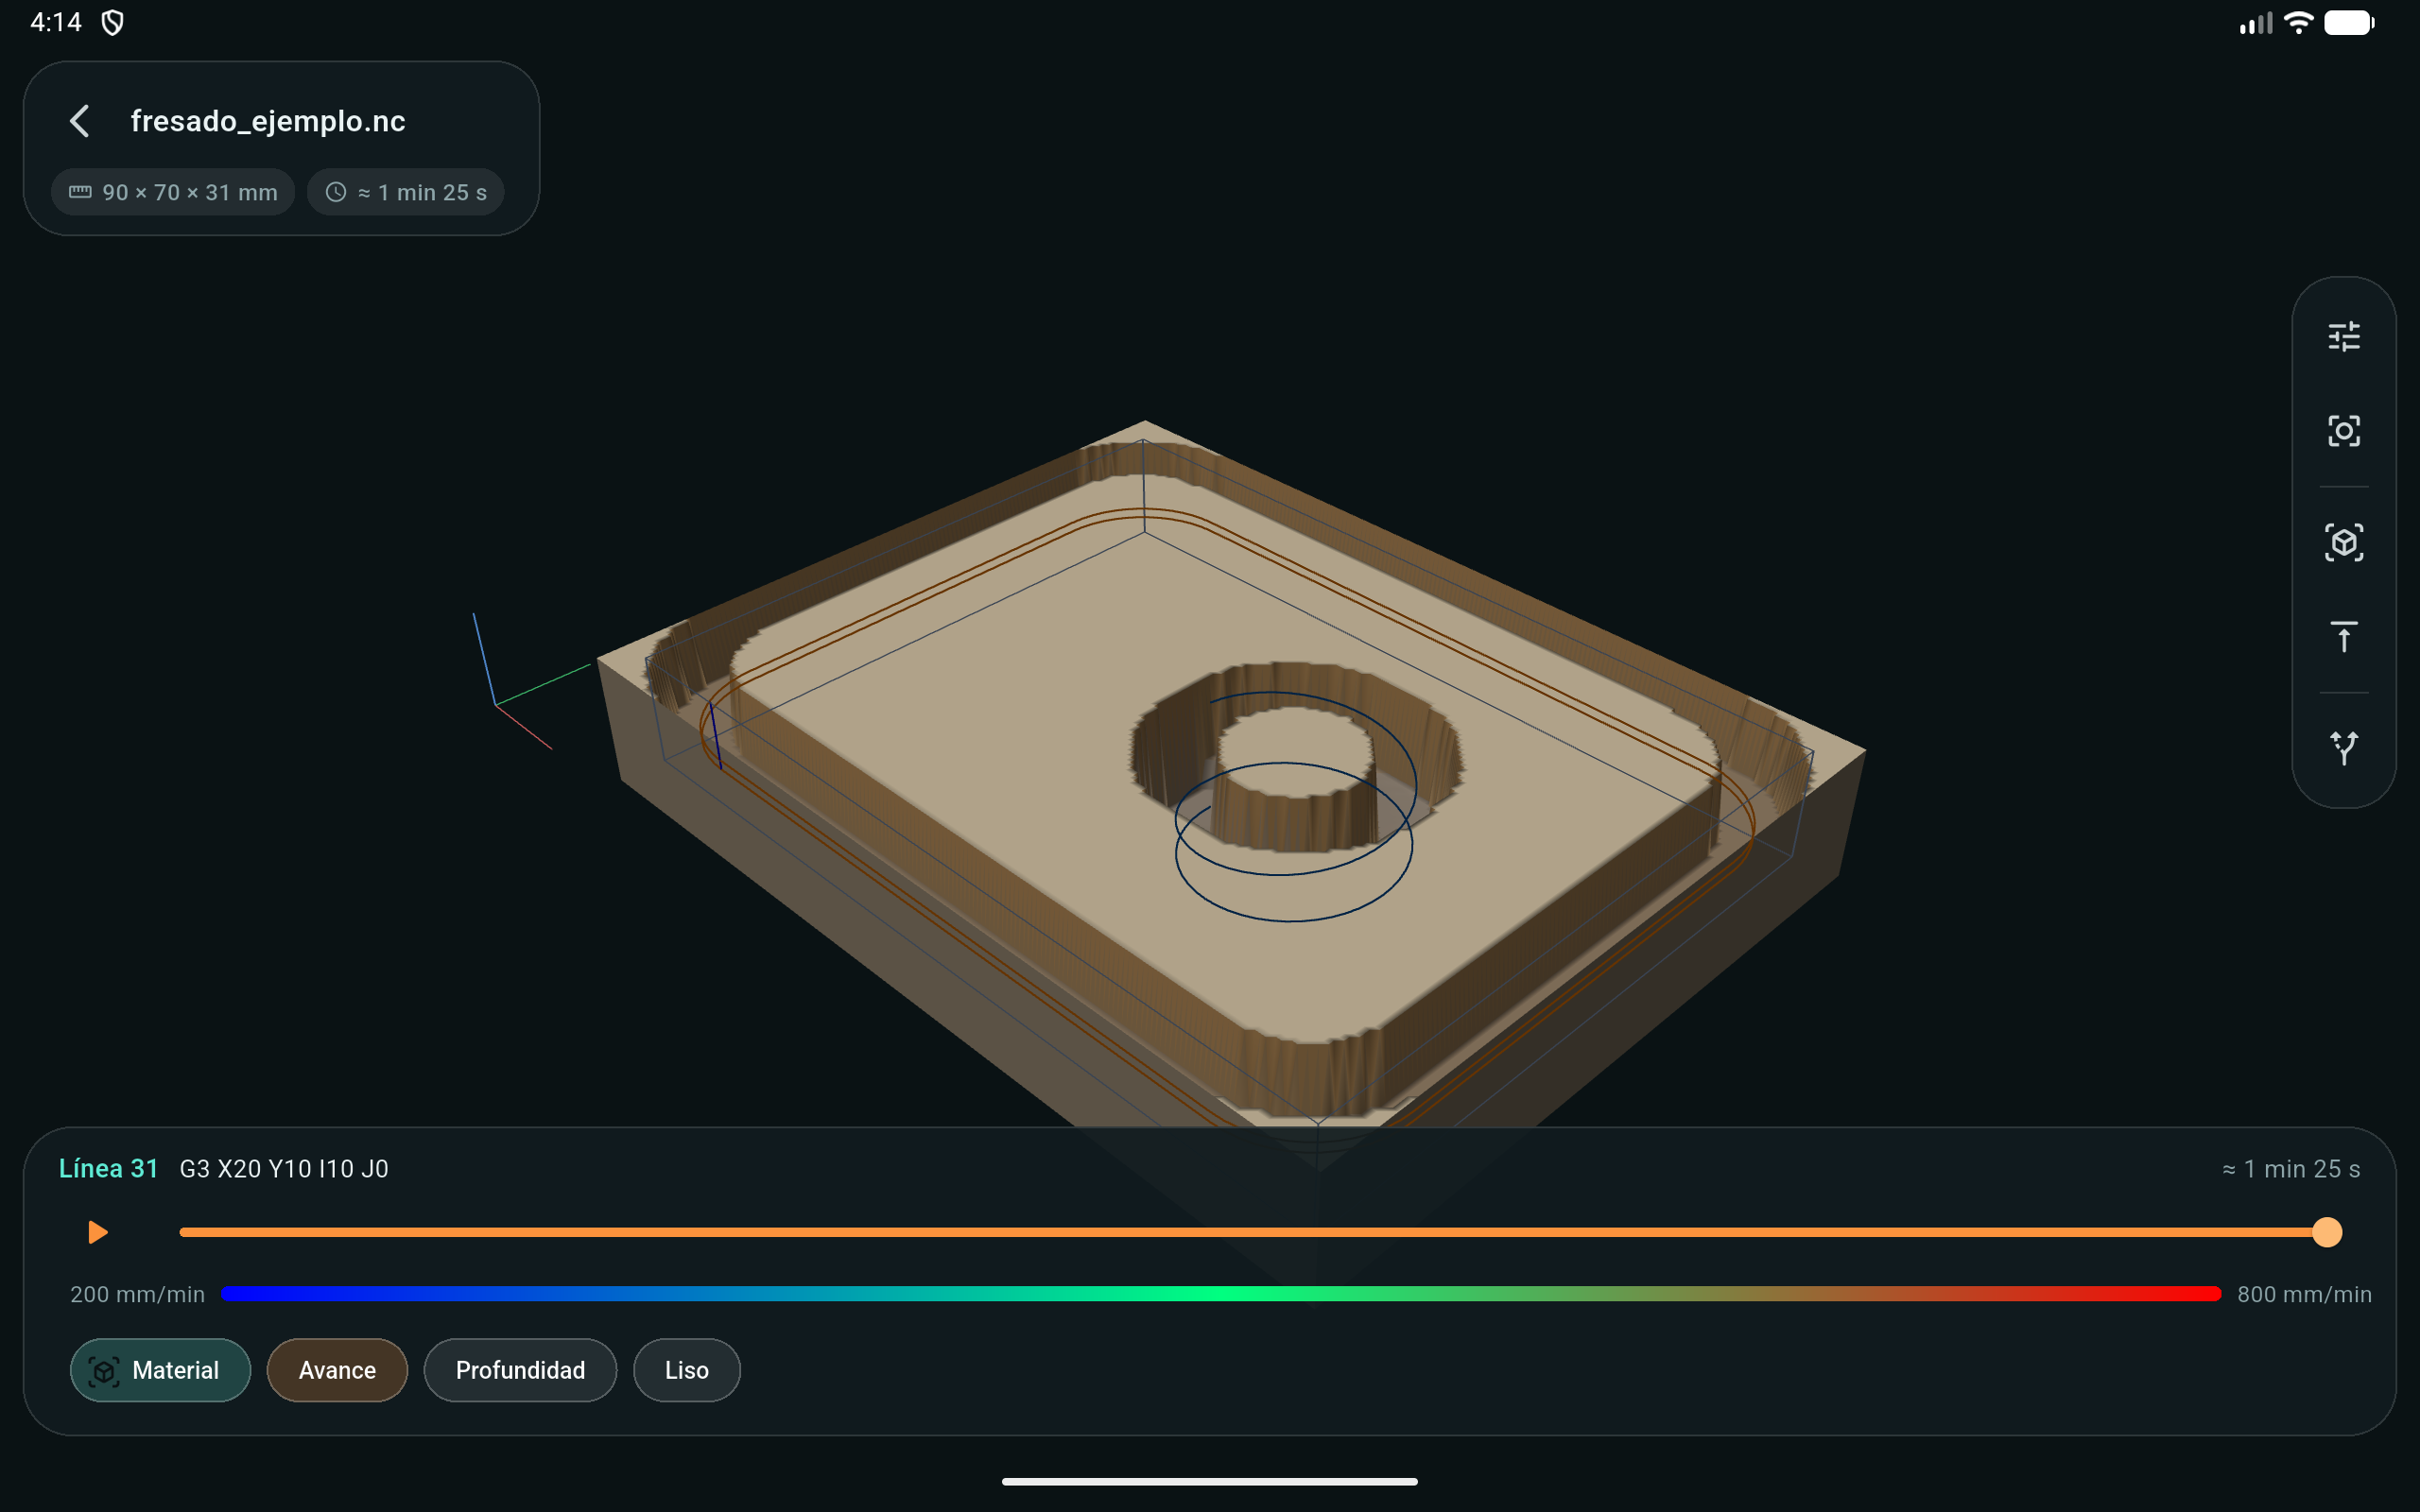 4:14
fresado_ejemplo.nc
90 × 70 × 31 mm
≈ 1 min 25 s
Línea 31 G3 X20 Y10 I10 J0
≈ 1 min 25 s
200 mm/min
800 mm/min
Material
Avance
Profundidad
Liso